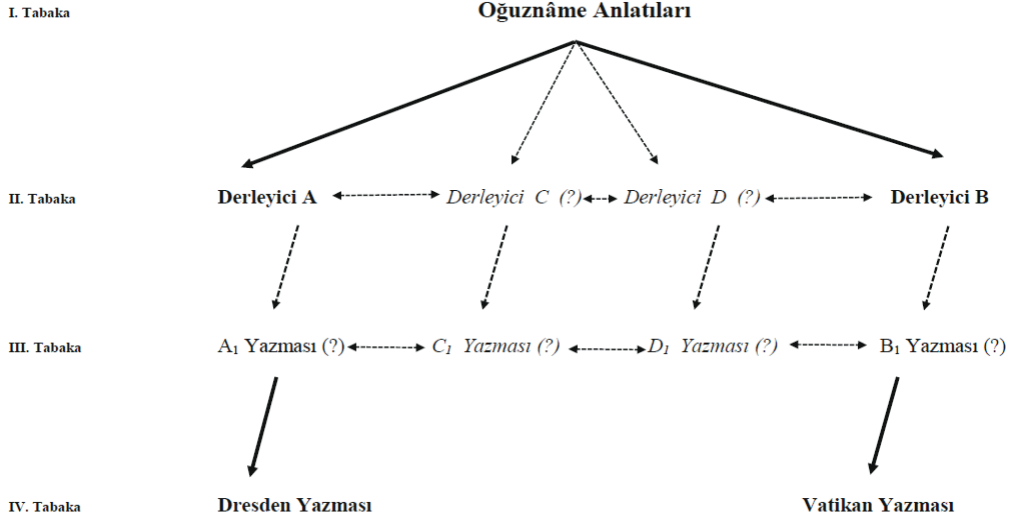 I. Tabaka Oğuznâme Anlatıları
II. Tabaka Derleyici A Derleyici C (?) Derleyici D (?) Derleyici B
III. Tabaka A₁ Yazması (?) C₁ Yazması (?) D₁ Yazması (?) B₁ Yazması (?)
IV. Tabaka Dresden Yazması Vatikan Yazması